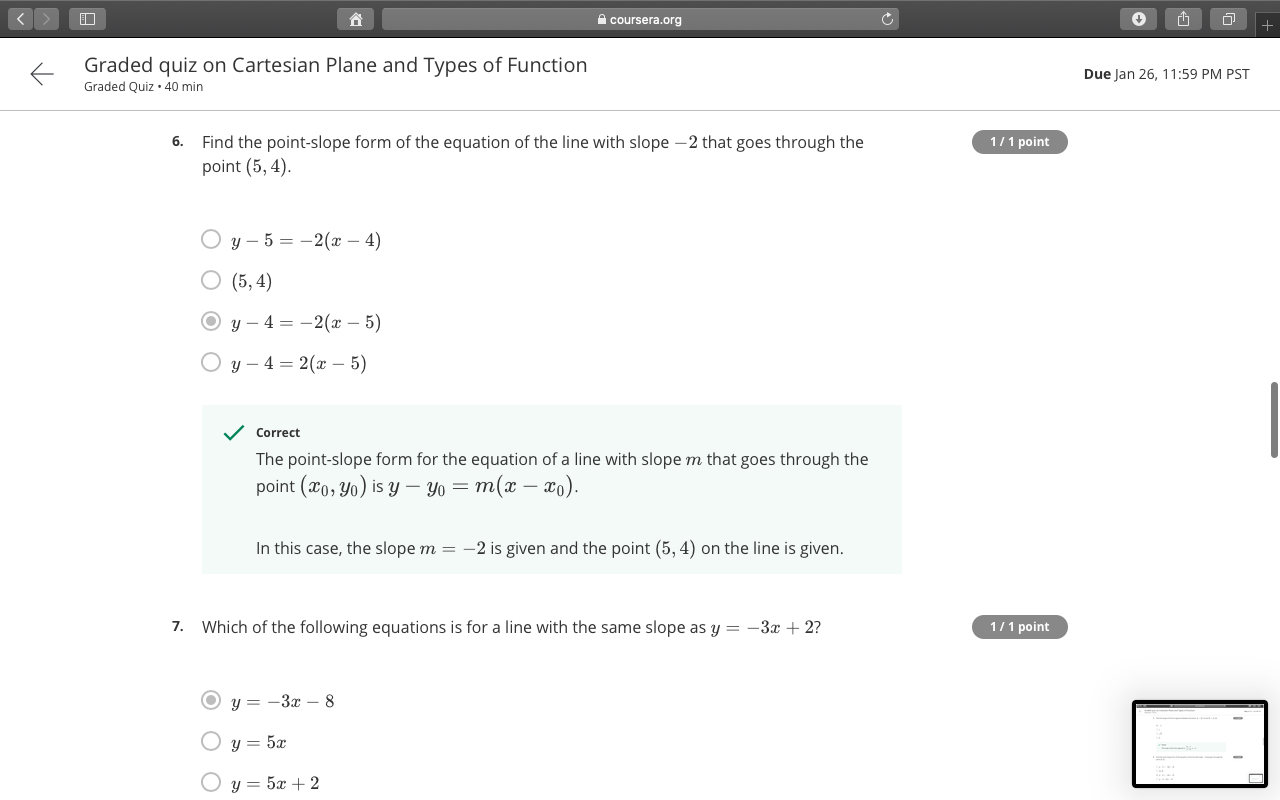 coursera.org
Graded quiz on Cartesian Plane and Types of Function
Graded Quiz • 40 min
Due Jan 26, 11:59 PM PST
6. Find the point-slope form of the equation of the line with slope −2 that goes through the
point (5, 4).
1 / 1 point
y − 5 = −2(x − 4)
(5, 4)
y − 4 = −2(x − 5)
y − 4 = 2(x − 5)
Correct
The point-slope form for the equation of a line with slope m that goes through the
point (x₀, y₀) is y − y₀ = m(x − x₀).
In this case, the slope m = −2 is given and the point (5, 4) on the line is given.
7. Which of the following equations is for a line with the same slope as y = −3x + 2?
1 / 1 point
y = −3x − 8
y = 5x
y = 5x + 2